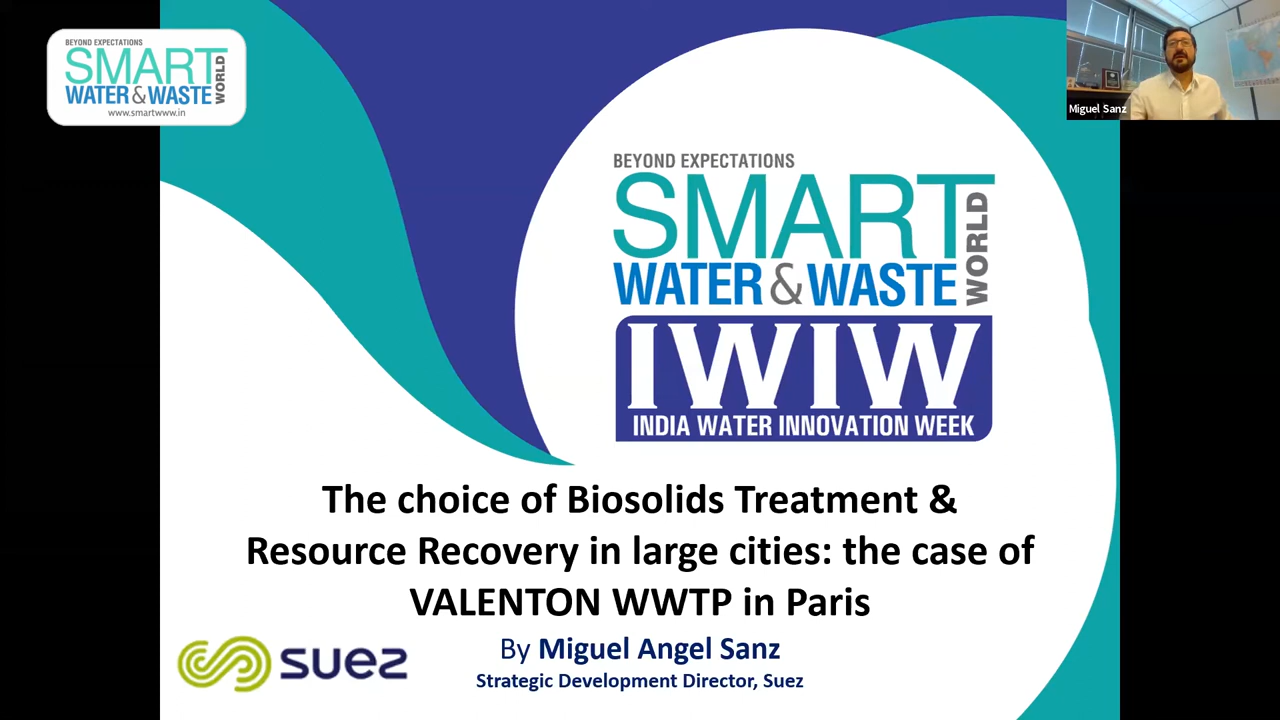 BEYOND EXPECTATIONS
SMART
WATER & WASTE
WORLD
www.smartwww.in
Miguel Sanz
BEYOND EXPECTATIONS
SMART
WATER & WASTE
WORLD
IWIW
INDIA WATER INNOVATION WEEK
The choice of Biosolids Treatment &
Resource Recovery in large cities: the case of
VALENTON WWTP in Paris
By Miguel Angel Sanz
Strategic Development Director, Suez
suez